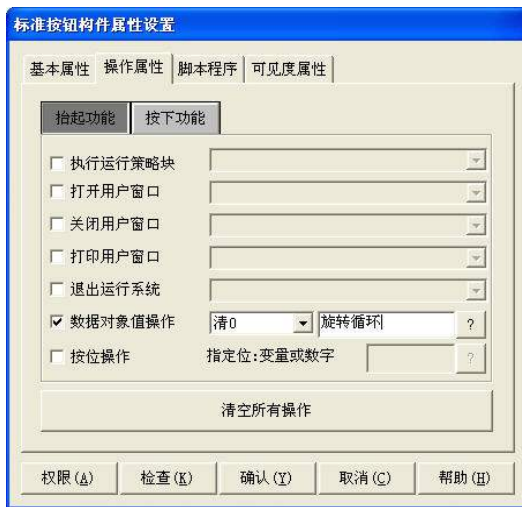 标准按钮构件属性设置
基本属性 操作属性 脚本程序 可见度属性
抬起功能 按下功能
执行运行策略块
打开用户窗口
关闭用户窗口
打印用户窗口
退出运行系统
数据对象值操作 清0 旋转循环 ?
按位操作 指定位:变量或数字 ?
清空所有操作
权限(A) 检查(K) 确认(Y) 取消(C) 帮助(H)